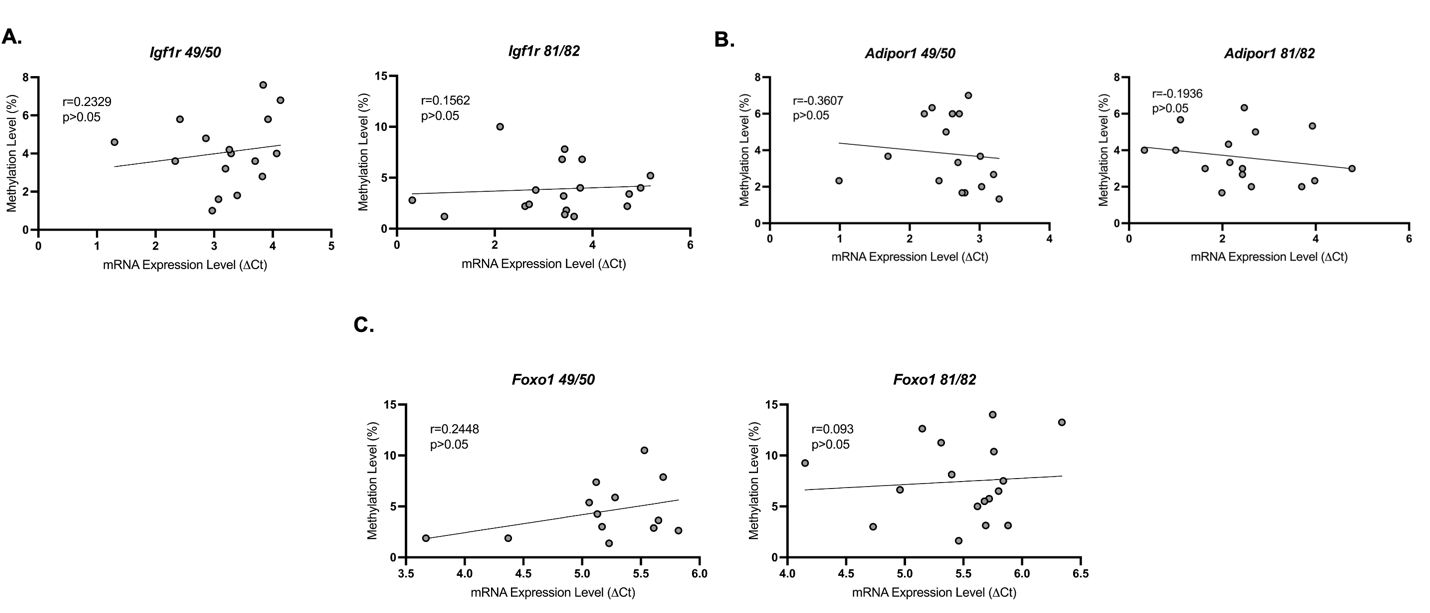 A.
Igf1r 49/50
r=0.2329
p>0.05
Methylation Level (%)
8
6
4
2
0
0 1 2 3 4 5
mRNA Expression Level (ΔCt)
Igf1r 81/82
r=0.1562
p>0.05
Methylation Level (%)
15
10
5
0
0 2 4 6
mRNA Expression Level (ΔCt)
B.
Adipor1 49/50
r=-0.3607
p>0.05
Methylation Level (%)
8
6
4
2
0
0 1 2 3 4
mRNA Expression Level (ΔCt)
Adipor1 81/82
r=-0.1936
p>0.05
Methylation Level (%)
8
6
4
2
0
0 2 4 6
mRNA Expression Level (ΔCt)
C.
Foxo1 49/50
r=0.2448
p>0.05
Methylation Level (%)
15
10
5
0
3.5 4.0 4.5 5.0 5.5 6.0
mRNA Expression Level (ΔCt)
Foxo1 81/82
r=0.093
p>0.05
Methylation Level (%)
15
10
5
0
4.0 4.5 5.0 5.5 6.0 6.5
mRNA Expression Level (ΔCt)